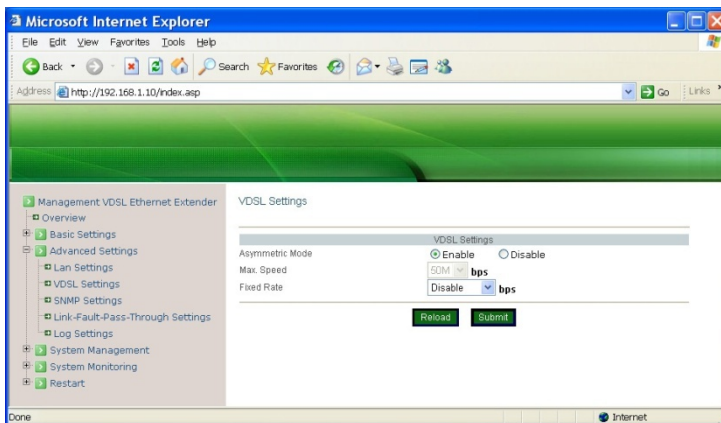 Microsoft Internet Explorer
File Edit View Favorites Tools Help
Back Search Favorites
Address http://192.168.1.10/index.asp Go Links
Management VDSL Ethernet Extender
Overview
Basic Settings
Advanced Settings
Lan Settings
VDSL Settings
SNMP Settings
Link-Fault-Pass-Through Settings
Log Settings
System Management
System Monitoring
Restart
VDSL Settings
VDSL Settings
Asymmetric Mode Enable Disable
Max. Speed 50M bps
Fixed Rate Disable bps
Reload Submit
Done Internet